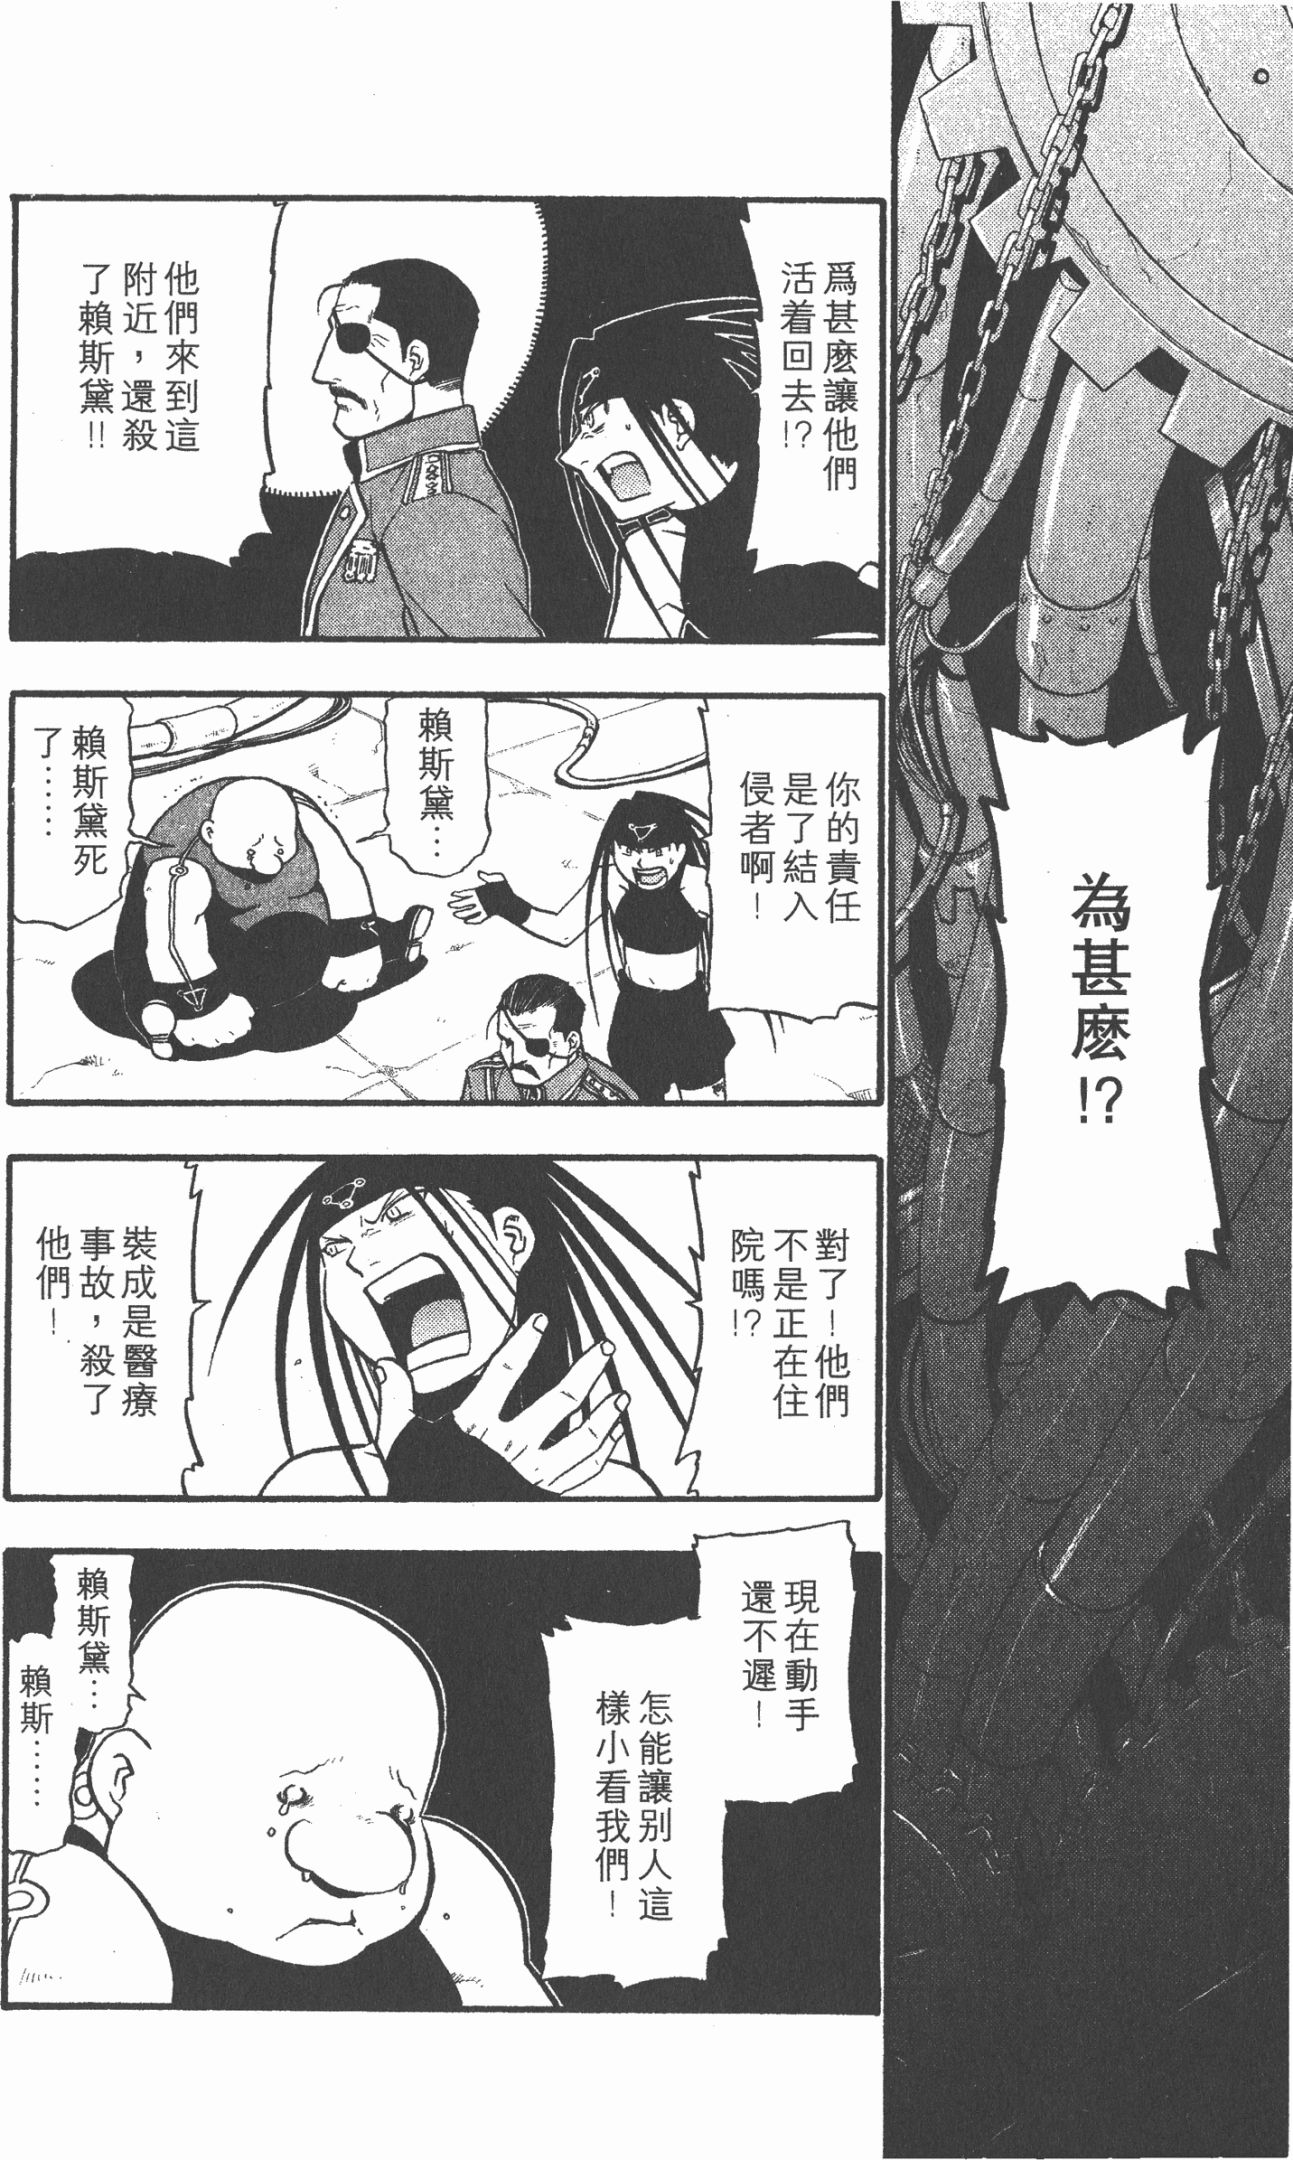 為甚麽!?
爲甚麽讓他們
活着回去!?
他們來到這
附近，還殺
了賴斯黛!!
你的責任
是了結入
侵者啊！
賴斯黛…
賴斯黛死
了……
對了！他們
不是正在住
院嗎!?
裝成是醫療
事故，殺了
他們！
現在動手
還不遲！
怎能讓別人這
樣小看我們！
賴斯黛…
賴斯……